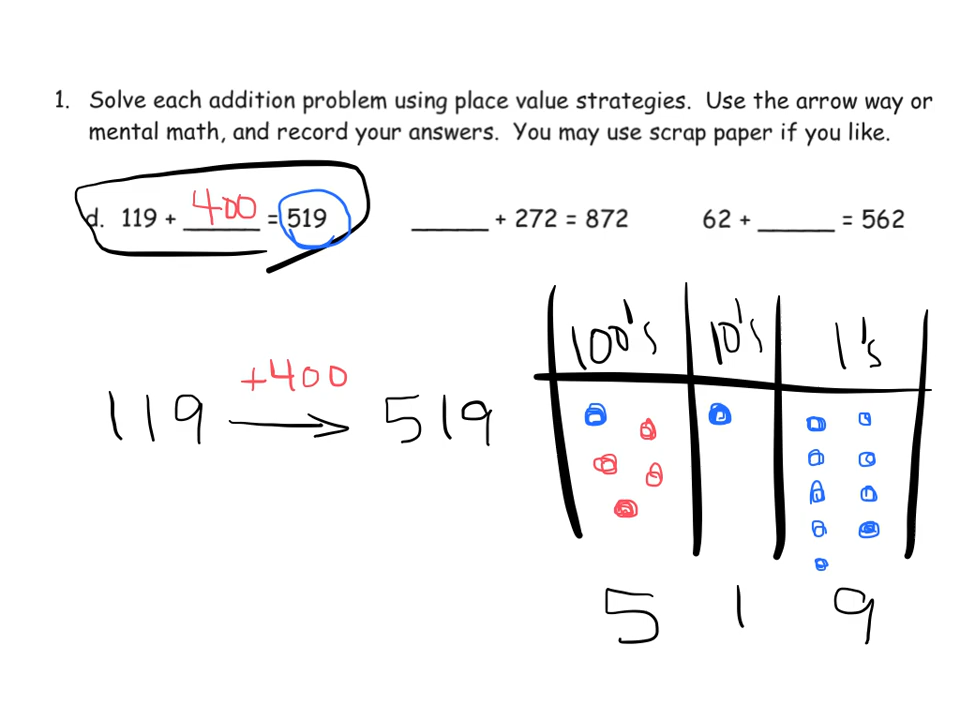 1. Solve each addition problem using place value strategies. Use the arrow way or
mental math, and record your answers. You may use scrap paper if you like.
d. 119 + 400 = 519 ______ + 272 = 872 62 + ______ = 562
100's 10's 1's
+400
119 → 519
5 1 9